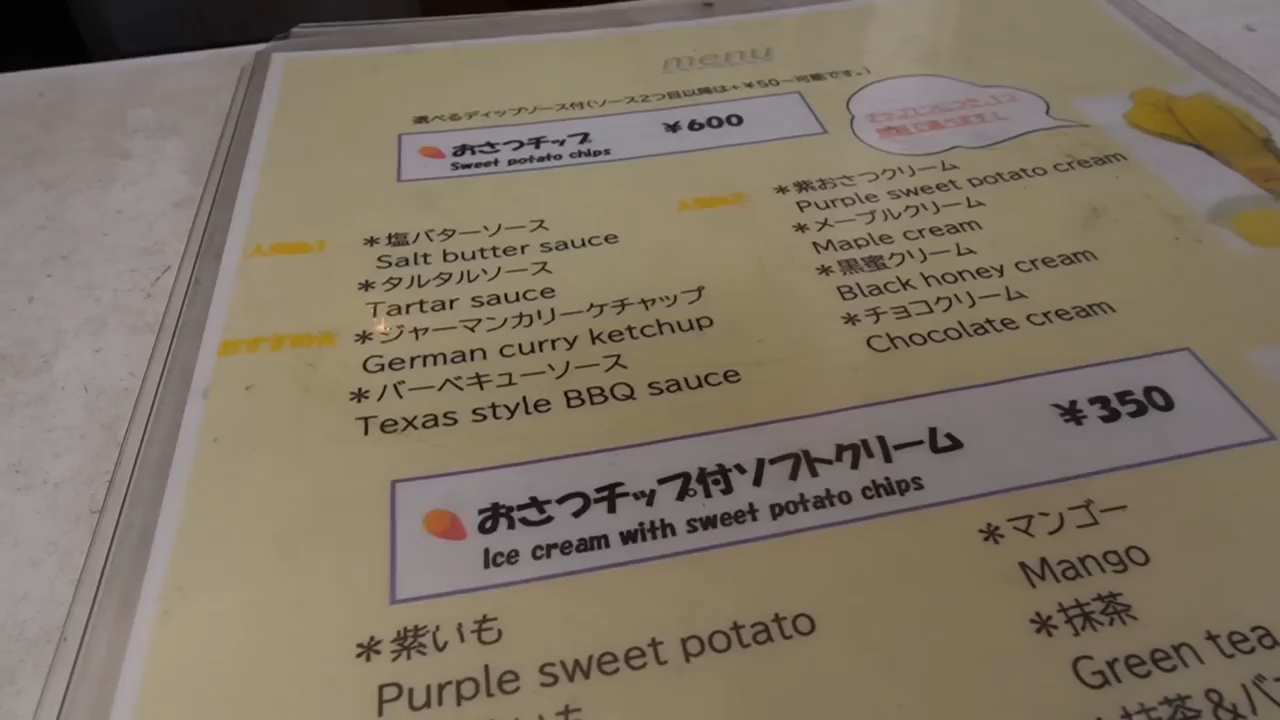 menu
選べるディップソース付(ソース2つ目以降は+¥50~可能です。)
おさつチップ ¥600
Sweet potato chips
*塩バターソース
Salt butter sauce
*タルタルソース
Tartar sauce
おすすめ☆
*ジャーマンカリーケチャップ
German curry ketchup
*バーベキューソース
Texas style BBQ sauce
*紫おさつクリーム
Purple sweet potato cream
*メープルクリーム
Maple cream
*黒蜜クリーム
Black honey cream
*チョコクリーム
Chocolate cream
おさつチップ付ソフトクリーム ¥350
Ice cream with sweet potato chips
*紫いも
Purple sweet potato
*マンゴー
Mango
*抹茶
Green tea
*抹茶&バ